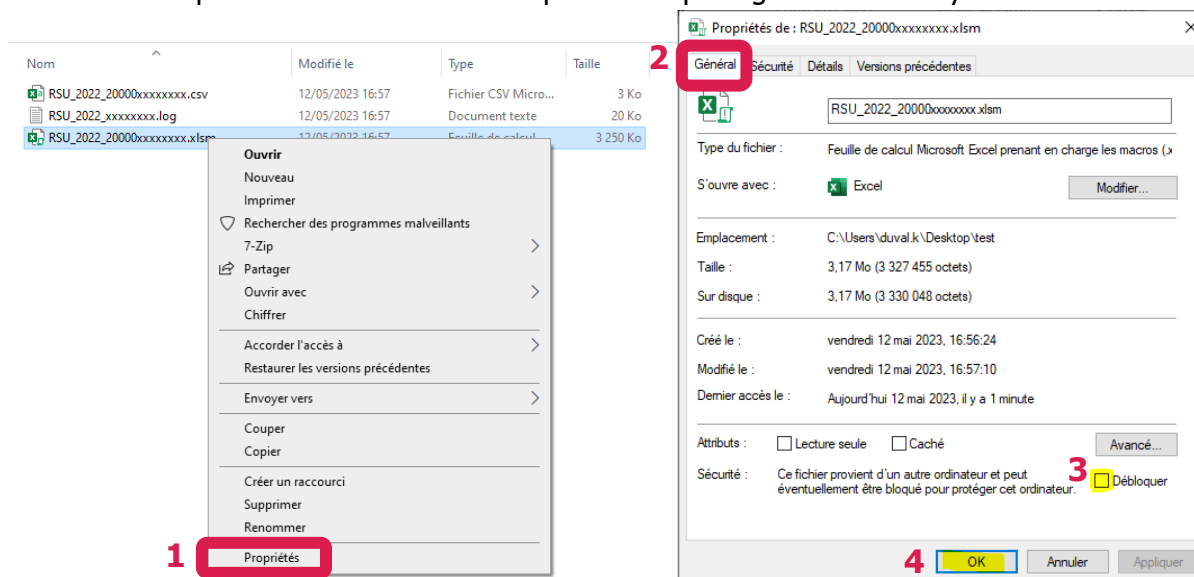 Propriétés de : RSU_2022_20000xxxxxxxx.xlsm
2
Général Sécurité Détails Versions précédentes
Nom Modifié le Type Taille
RSU_2022_20000xxxxxxxx.csv 12/05/2023 16:57 Fichier CSV Micro... 3 Ko
RSU_2022_xxxxxxxx.log 12/05/2023 16:57 Document texte 20 Ko
RSU_2022_20000xxxxxxxx.xlsm 12/05/2023 16:57 Feuille de calcul 3 250 Ko
Ouvrir
Nouveau
Imprimer
Rechercher des programmes malveillants
7-Zip
Partager
Ouvrir avec
Chiffrer
Accorder l'accès à
Restaurer les versions précédentes
Envoyer vers
Couper
Copier
Créer un raccourci
Supprimer
Renommer
1 Propriétés
RSU_2022_20000xxxxxxxx.xlsm
Type du fichier : Feuille de calcul Microsoft Excel prenant en charge les macros (.x
S'ouvre avec : Excel Modifier...
Emplacement : C:\Users\duval.k\Desktop\test
Taille : 3,17 Mo (3 327 455 octets)
Sur disque : 3,17 Mo (3 330 048 octets)
Créé le : vendredi 12 mai 2023, 16:56:24
Modifié le : vendredi 12 mai 2023, 16:57:10
Dernier accès le : Aujourd'hui 12 mai 2023, il y a 1 minute
Attributs : Lecture seule Caché Avancé...
Sécurité : Ce fichier provient d'un autre ordinateur et peut
éventuellement être bloqué pour protéger cet ordinateur.
3 Débloquer
4 OK Annuler Appliquer